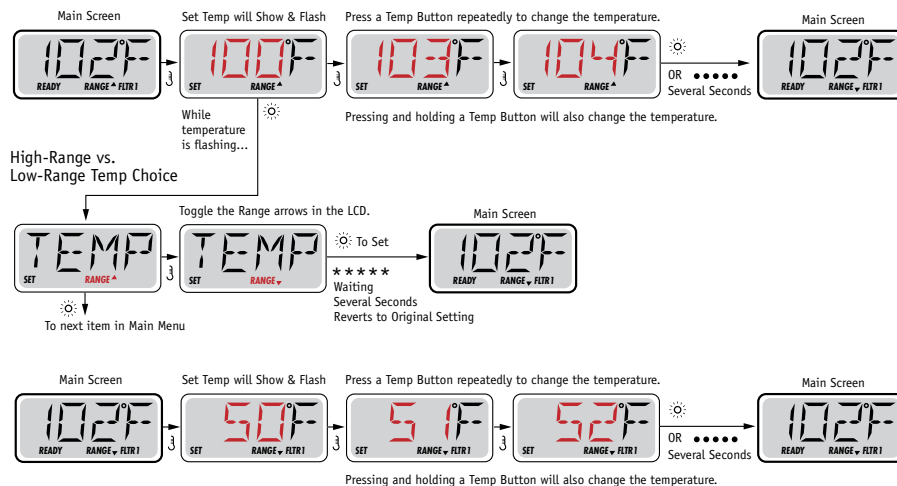 Main Screen
Set Temp will Show & Flash
Press a Temp Button repeatedly to change the temperature.
Main Screen
102°F
READY RANGE FLTR1
100°F
SET RANGE
103°F
SET RANGE
104°F
SET RANGE
OR
Several Seconds
102°F
READY RANGE FLTR1
While
temperature
is flashing...
Pressing and holding a Temp Button will also change the temperature.
High-Range vs.
Low-Range Temp Choice
Toggle the Range arrows in the LCD.
Main Screen
TEMP
SET RANGE
TEMP
SET RANGE
To Set
*****
Waiting
Several Seconds
Reverts to Original Setting
102°F
READY RANGE FLTR1
To next item in Main Menu
Main Screen
Set Temp will Show & Flash
Press a Temp Button repeatedly to change the temperature.
Main Screen
102°F
READY RANGE FLTR1
50°F
SET RANGE FLTR1
51°F
SET RANGE FLTR1
52°F
SET RANGE FLTR1
OR
Several Seconds
102°F
READY RANGE FLTR1
Pressing and holding a Temp Button will also change the temperature.